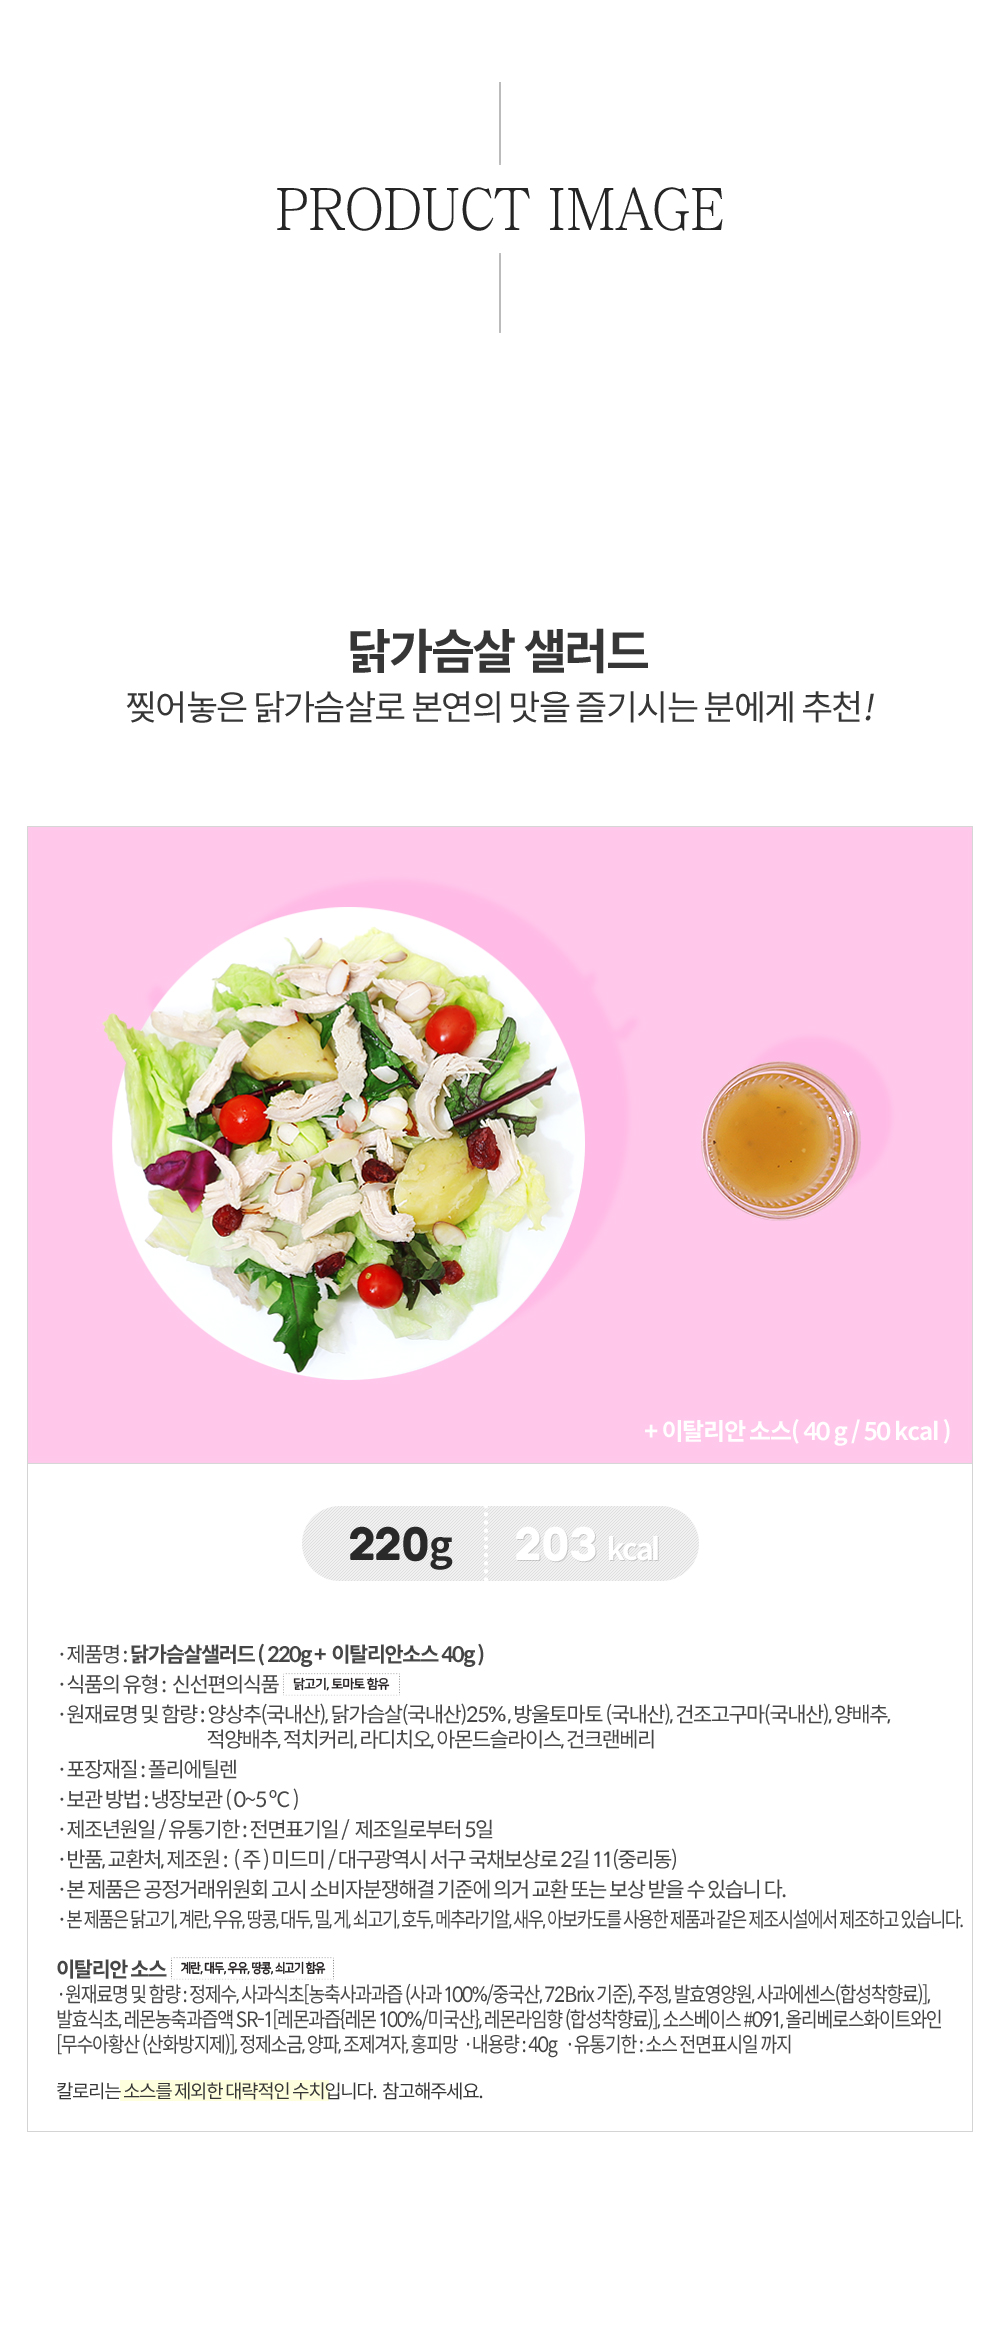 PRODUCT IMAGE
닭가슴살 샐러드
찢어놓은 닭가슴살로 본연의 맛을 즐기시는 분에게 추천!
+ 이탈리안 소스( 40 g / 50 kcal )
220g 203 kcal
· 제품명 : 닭가슴살샐러드 ( 220g + 이탈리안소스 40g )
· 식품의 유형 : 신선편의식품 닭고기, 토마토 함유
· 원재료명 및 함량 : 양상추(국내산), 닭가슴살(국내산)25% , 방울토마토 (국내산), 건조고구마(국내산), 양배추,
적양배추, 적치커리, 라디치오, 아몬드슬라이스, 건크랜베리
· 포장재질 : 폴리에틸렌
· 보관 방법 : 냉장보관 ( 0~5 ºC )
· 제조년원일 / 유통기한 : 전면표기일 / 제조일로부터 5일
· 반품, 교환처, 제조원 : ( 주 ) 미드미 / 대구광역시 서구 국채보상로 2길 11(중리동)
· 본 제품은 공정거래위원회 고시 소비자분쟁해결 기준에 의거 교환 또는 보상 받을 수 있습니 다.
· 본 제품은 닭고기, 계란, 우유, 땅콩, 대두, 밀, 게, 쇠고기, 호두, 메추라기알, 새우, 아보카도를 사용한 제품과 같은 제조시설에서 제조하고 있습니다.
이탈리안 소스 계란, 대두, 우유, 땅콩, 쇠고기 함유
· 원재료명 및 함량 : 정제수, 사과식초[농축사과과즙 (사과 100%/중국산, 72Brix 기준), 주정, 발효영양원, 사과에센스(합성착향료)],
발효식초, 레몬농축과즙액 SR-1[레몬과즙{레몬 100%/미국산}, 레몬라임향 (합성착향료)], 소스베이스 #091, 올리베로스화이트와인
[무수아황산 (산화방지제)], 정제소금, 양파, 조제겨자, 홍피망 · 내용량 : 40g · 유통기한 : 소스 전면표시일 까지
칼로리는 소스를 제외한 대략적인 수치입니다. 참고해주세요.